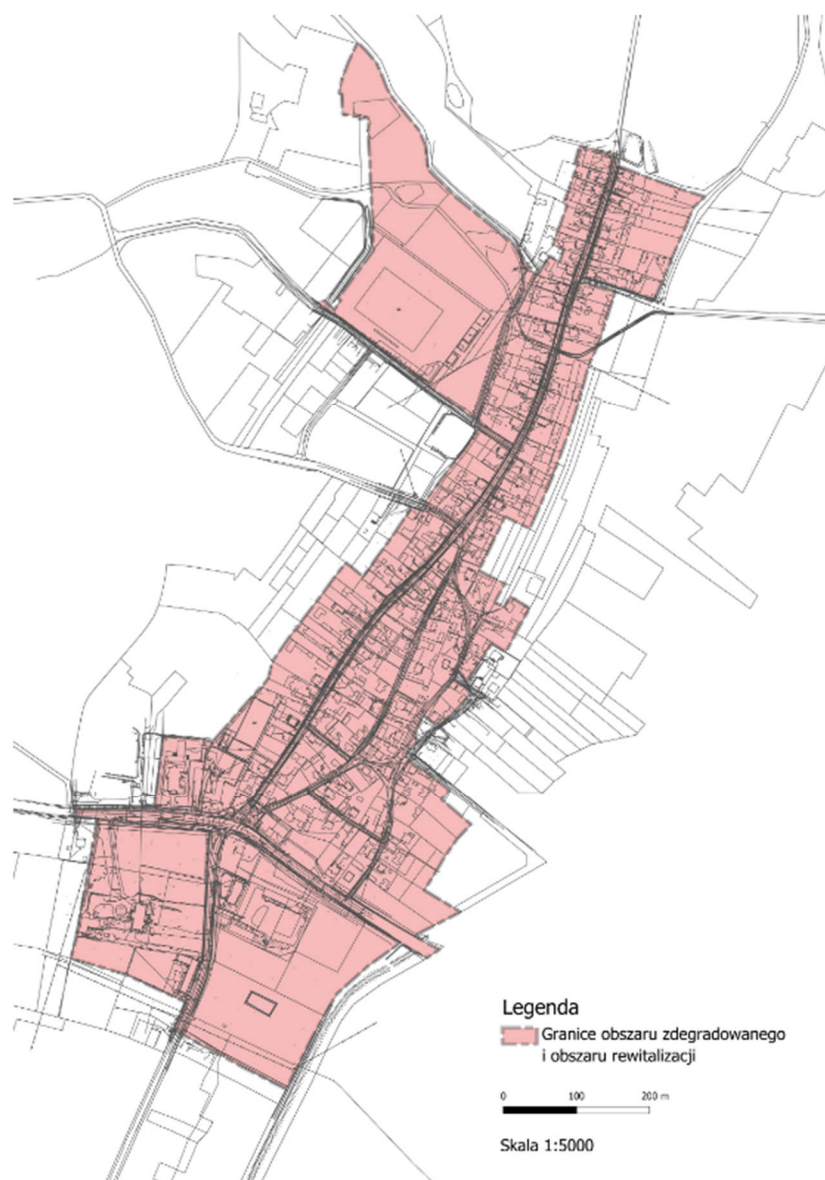 Legenda
Granice obszaru zdegradowanego
i obszaru rewitalizacji
0 100 200 m
Skala 1:5000